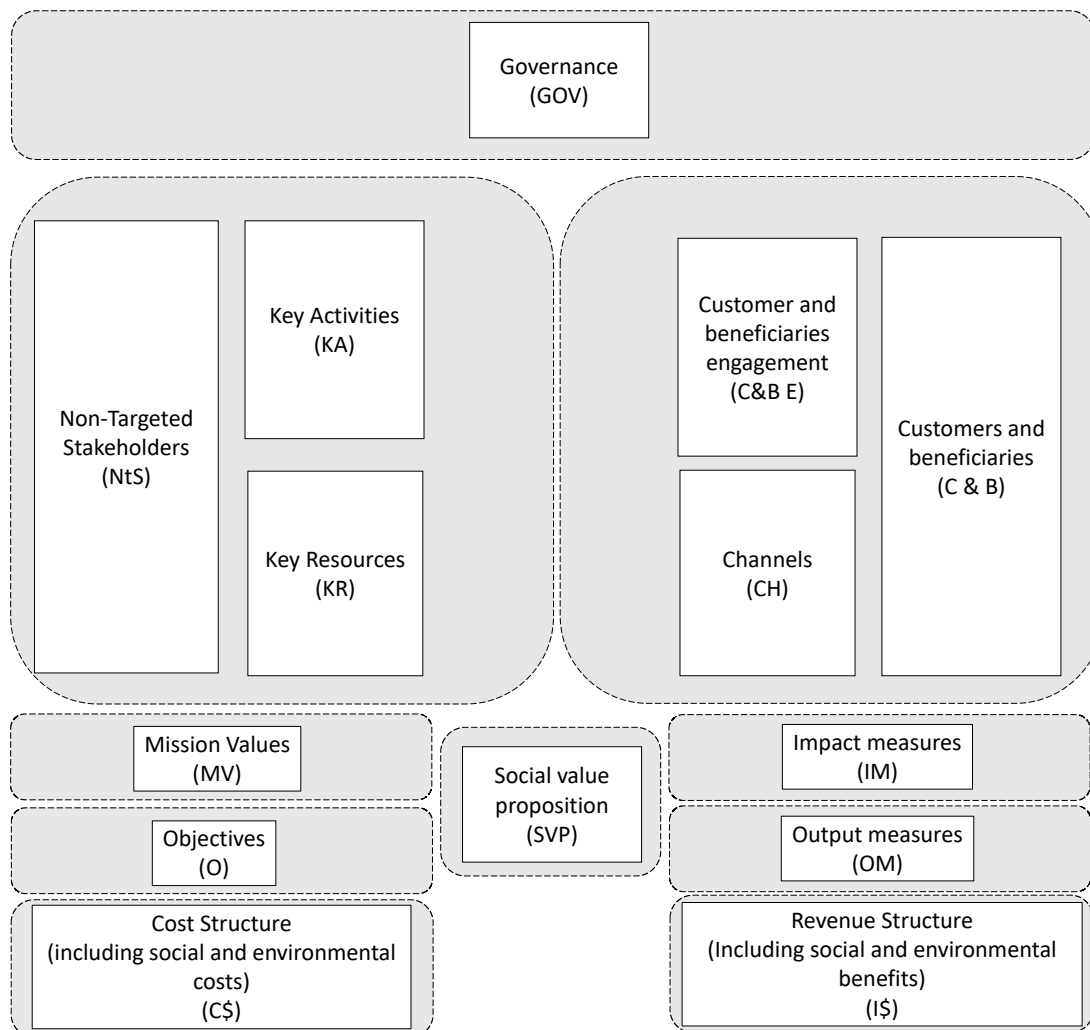 Governance
(GOV)
Non-Targeted
Stakeholders
(NtS)
Key Activities
(KA)
Key Resources
(KR)
Customer and
beneficiaries
engagement
(C&B E)
Channels
(CH)
Customers and
beneficiaries
(C & B)
Mission Values
(MV)
Objectives
(O)
Cost Structure
(including social and environmental
costs)
(C$)
Social value
proposition
(SVP)
Impact measures
(IM)
Output measures
(OM)
Revenue Structure
(Including social and environmental
benefits)
(I$)